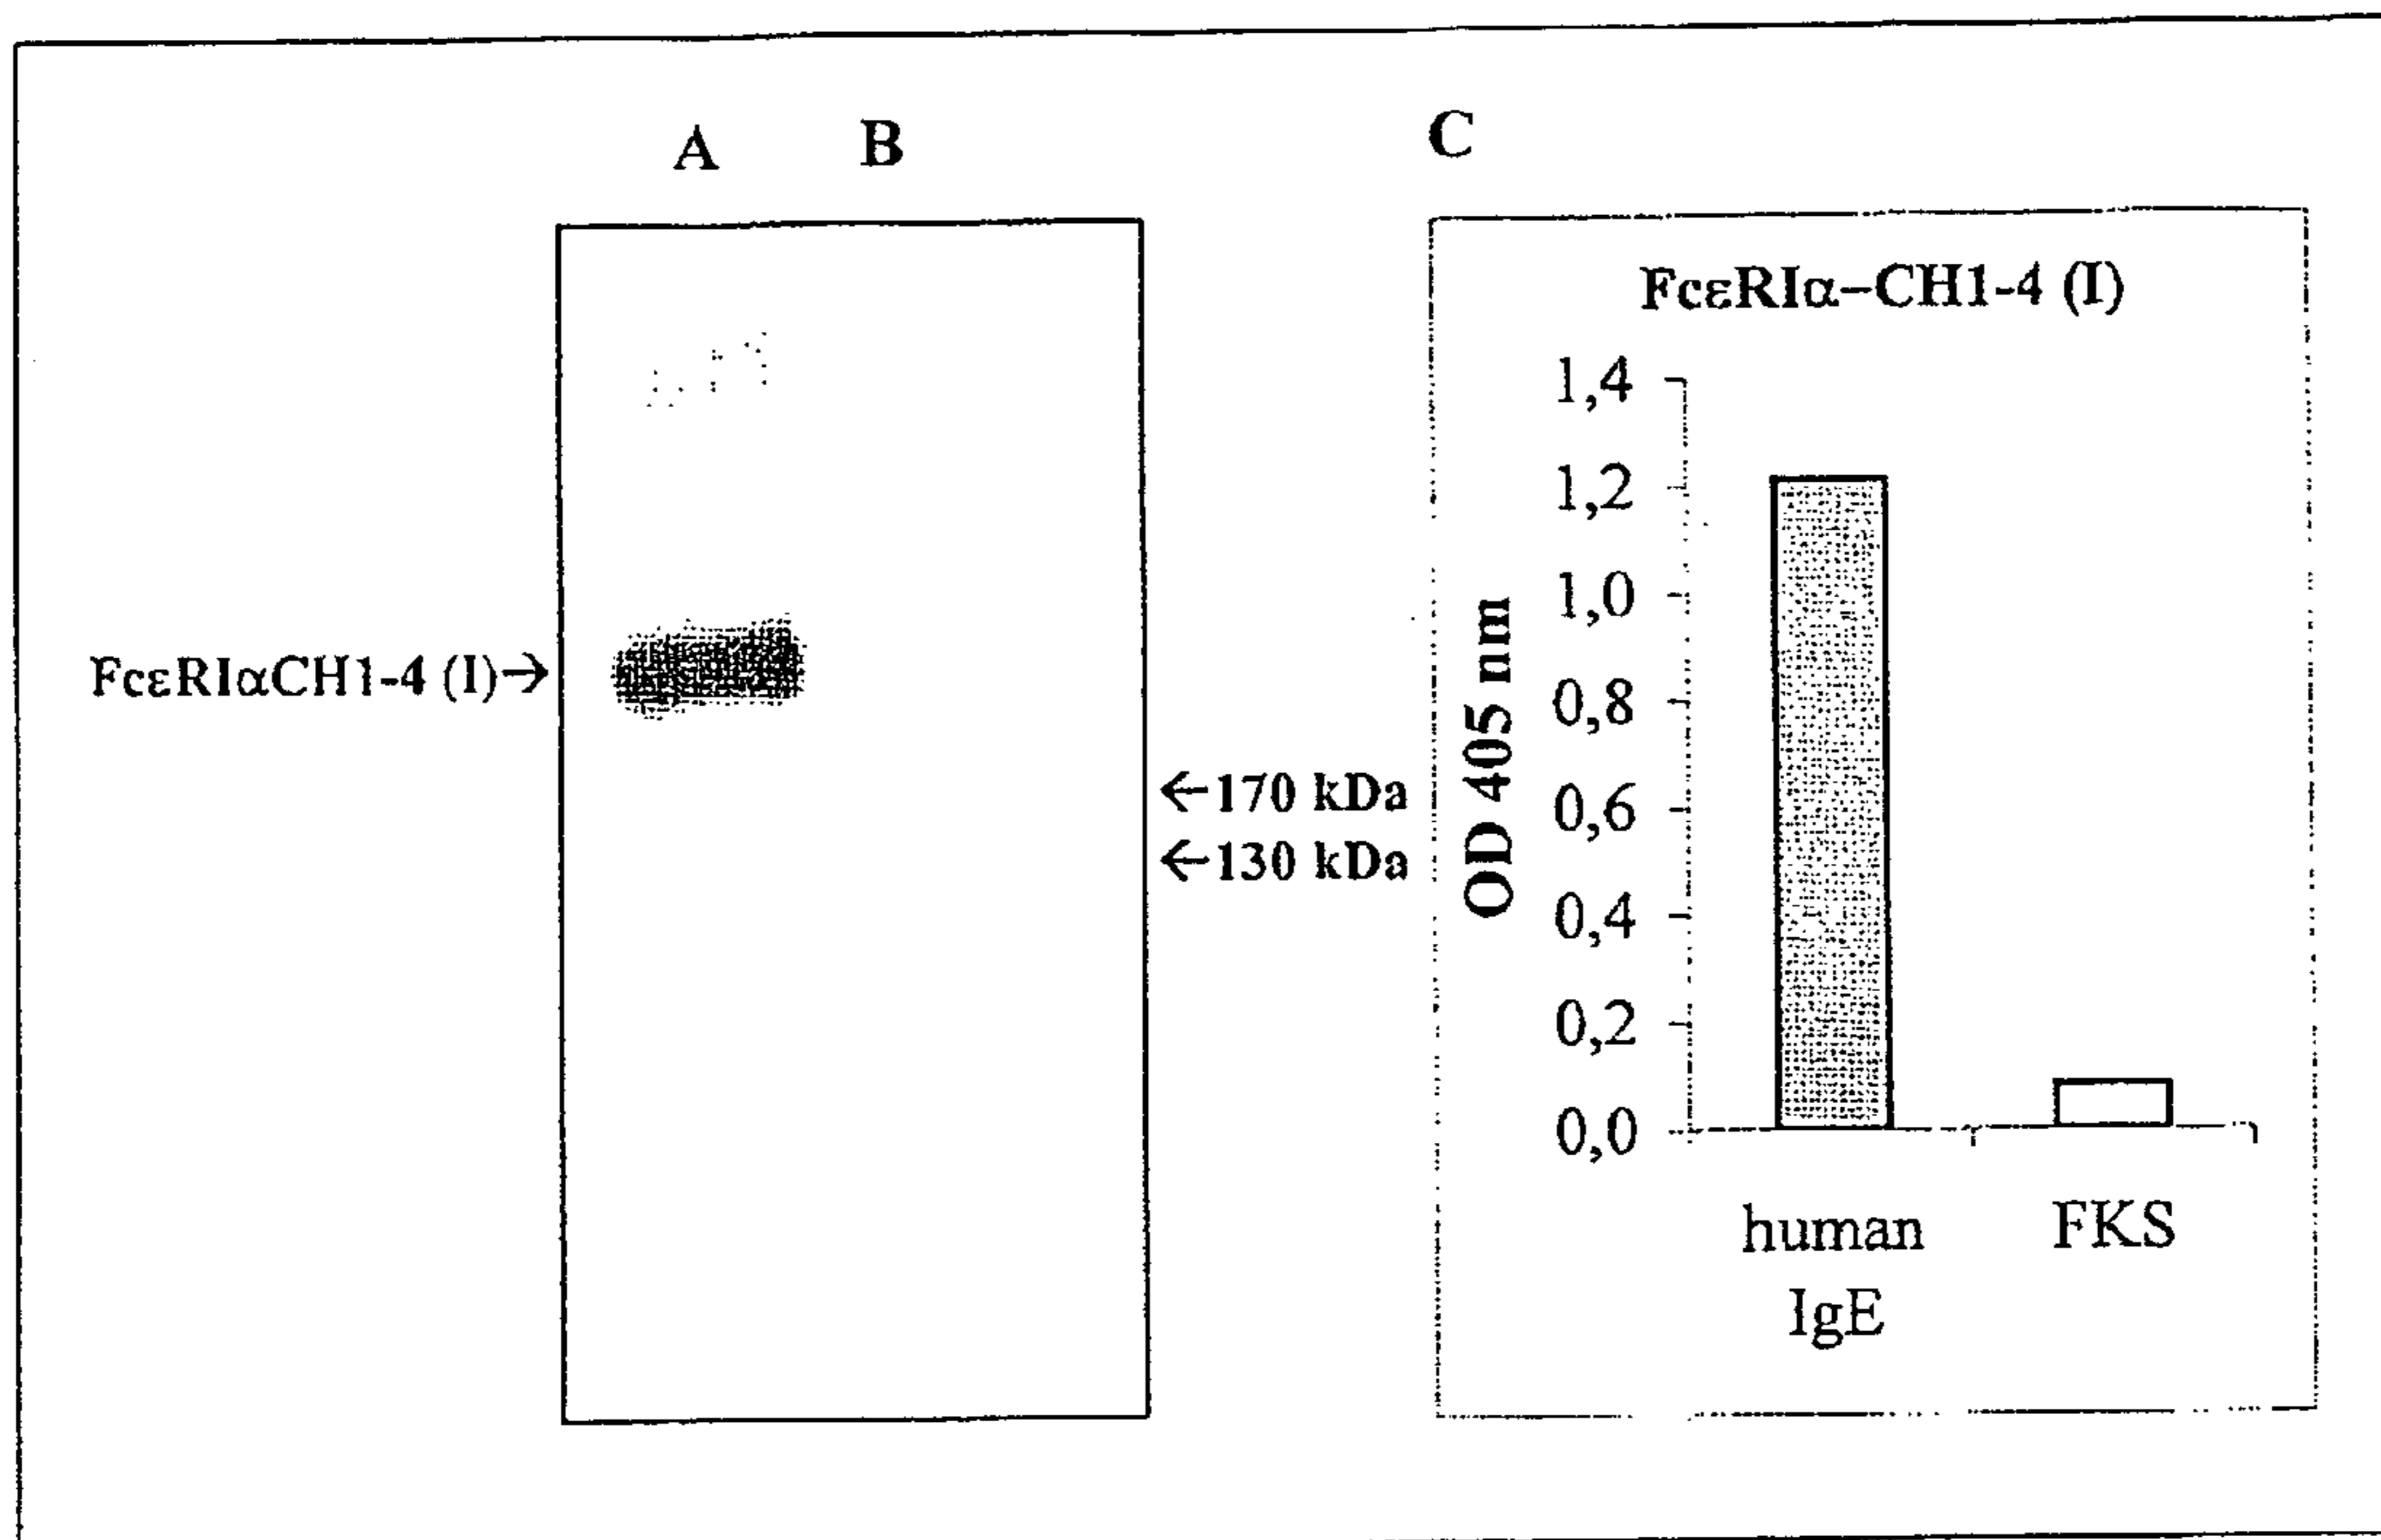 A B
FcεRIαCH1-4 (I)→
←170 kDa
←130 kDa
C
FcεRIα–CH1-4 (I)
OD 405 nm
1,4
1,2
1,0
0,8
0,6
0,4
0,2
0,0
human
IgE
FKS